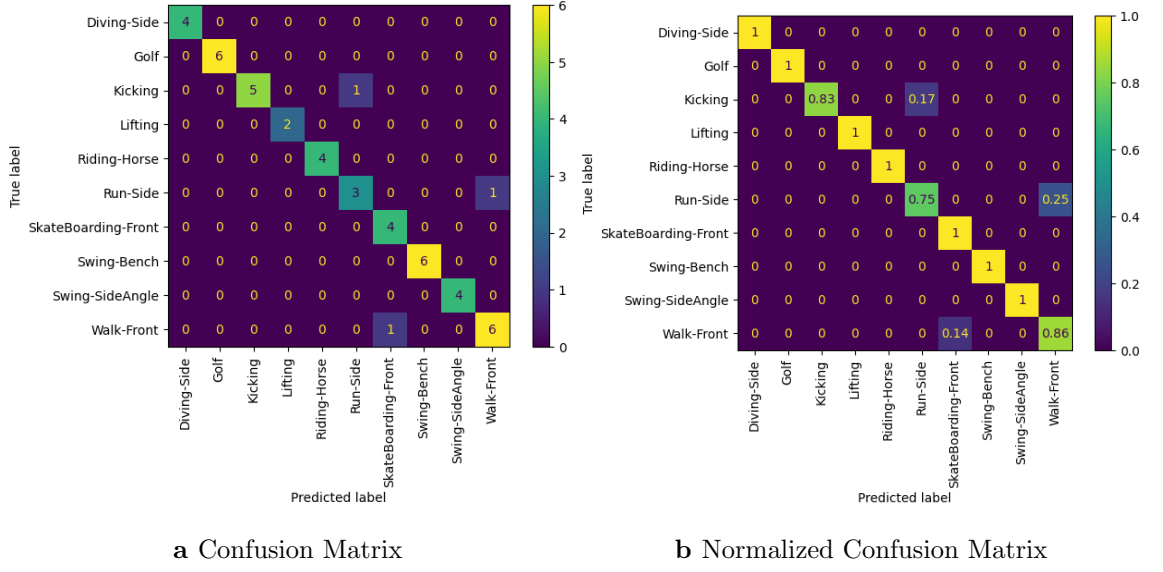 Diving-Side 4 0 0 0 0 0 0 0 0 0
Golf 0 6 0 0 0 0 0 0 0 0
Kicking 0 0 5 0 0 1 0 0 0 0
Lifting 0 0 0 2 0 0 0 0 0 0
Riding-Horse 0 0 0 0 4 0 0 0 0 0
Run-Side 0 0 0 0 0 3 0 0 0 1
SkateBoarding-Front 0 0 0 0 0 0 4 0 0 0
Swing-Bench 0 0 0 0 0 0 0 6 0 0
Swing-SideAngle 0 0 0 0 0 0 0 0 4 0
Walk-Front 0 0 0 0 0 0 1 0 0 6
True label
Diving-Side
Golf
Kicking
Lifting
Riding-Horse
Run-Side
SkateBoarding-Front
Swing-Bench
Swing-SideAngle
Walk-Front
Predicted label
6
5
4
3
2
1
0
a Confusion Matrix
Diving-Side 1 0 0 0 0 0 0 0 0 0
Golf 0 1 0 0 0 0 0 0 0 0
Kicking 0 0 0.83 0 0 0.17 0 0 0 0
Lifting 0 0 0 1 0 0 0 0 0 0
Riding-Horse 0 0 0 0 1 0 0 0 0 0
Run-Side 0 0 0 0 0 0.75 0 0 0 0.25
SkateBoarding-Front 0 0 0 0 0 0 1 0 0 0
Swing-Bench 0 0 0 0 0 0 0 1 0 0
Swing-SideAngle 0 0 0 0 0 0 0 0 1 0
Walk-Front 0 0 0 0 0 0 0.14 0 0 0.86
True label
Diving-Side
Golf
Kicking
Lifting
Riding-Horse
Run-Side
SkateBoarding-Front
Swing-Bench
Swing-SideAngle
Walk-Front
Predicted label
1.0
0.8
0.6
0.4
0.2
0.0
b Normalized Confusion Matrix